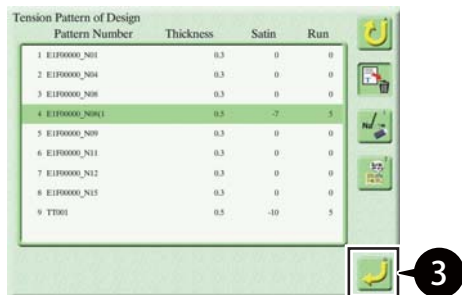 Tension Pattern of Design
Pattern Number Thickness Satin Run
1 E1F00000_N01 0.3 0 0
2 E1F00000_N04 0.3 0 0
3 E1F00000_N08 0.3 0 0
4 E1F00000_N08(1 0.5 -7 5
5 E1F00000_N09 0.3 0 0
6 E1F00000_N11 0.3 0 0
7 E1F00000_N12 0.3 0 0
8 E1F00000_N15 0.3 0 0
9 TT001 0.5 -10 5
No
3